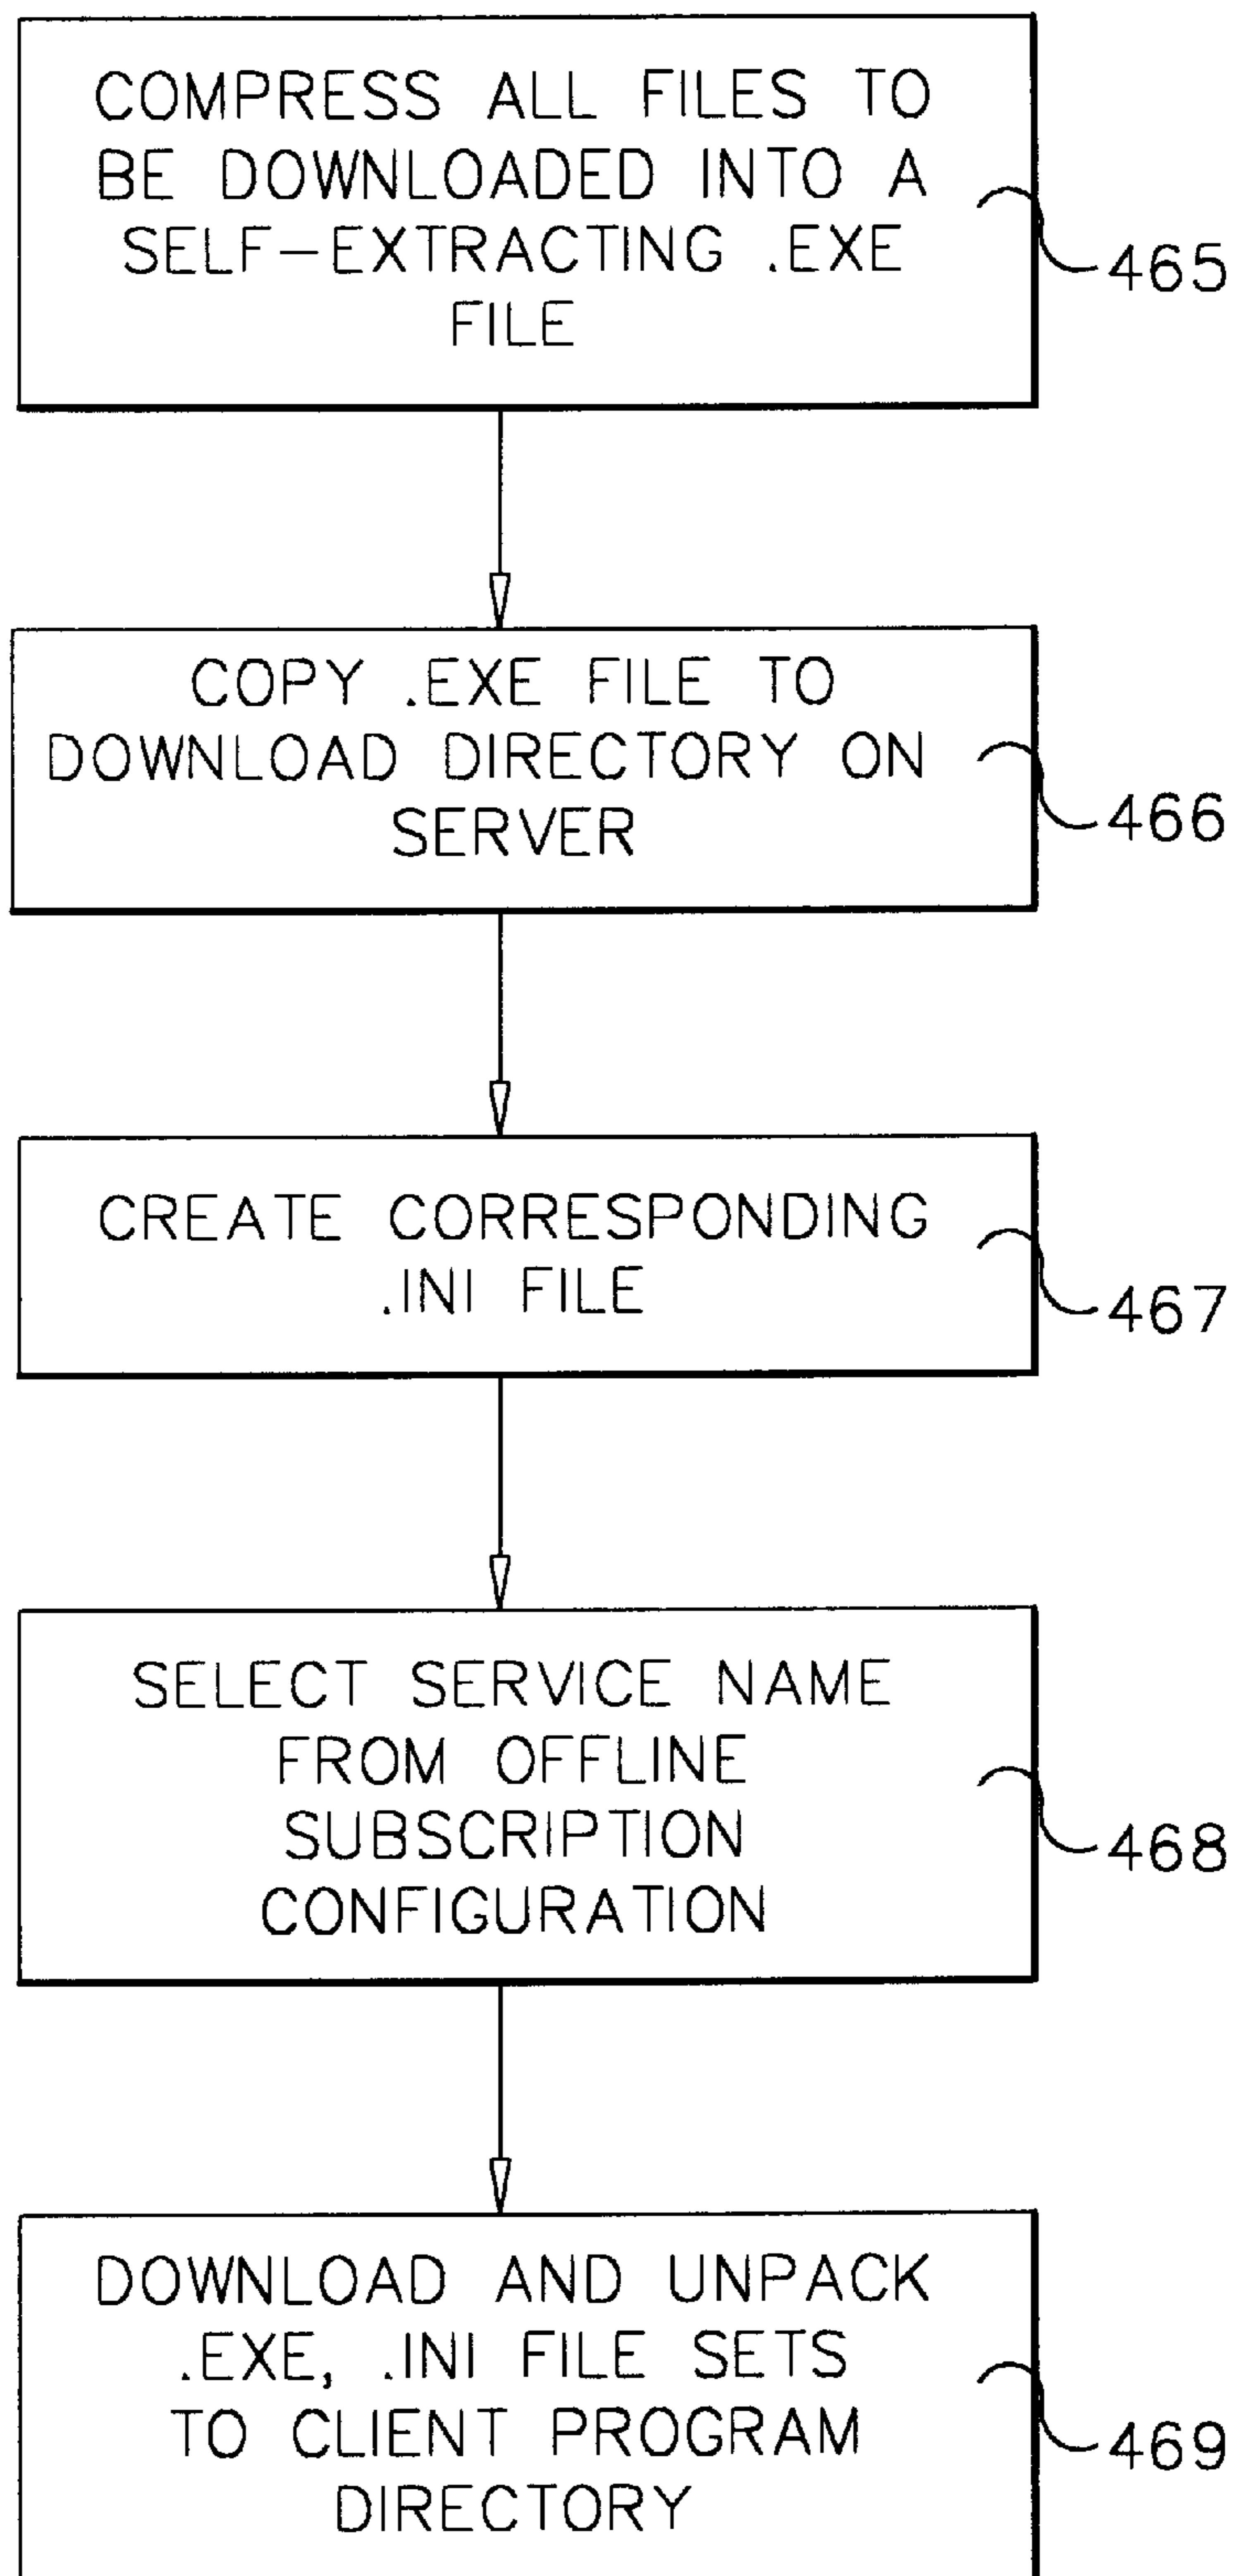 COMPRESS ALL FILES TO
BE DOWNLOADED INTO A
SELF-EXTRACTING .EXE
FILE
465
COPY .EXE FILE TO
DOWNLOAD DIRECTORY ON
SERVER
466
CREATE CORRESPONDING
.INI FILE
467
SELECT SERVICE NAME
FROM OFFLINE
SUBSCRIPTION
CONFIGURATION
468
DOWNLOAD AND UNPACK
.EXE, .INI FILE SETS
TO CLIENT PROGRAM
DIRECTORY
469